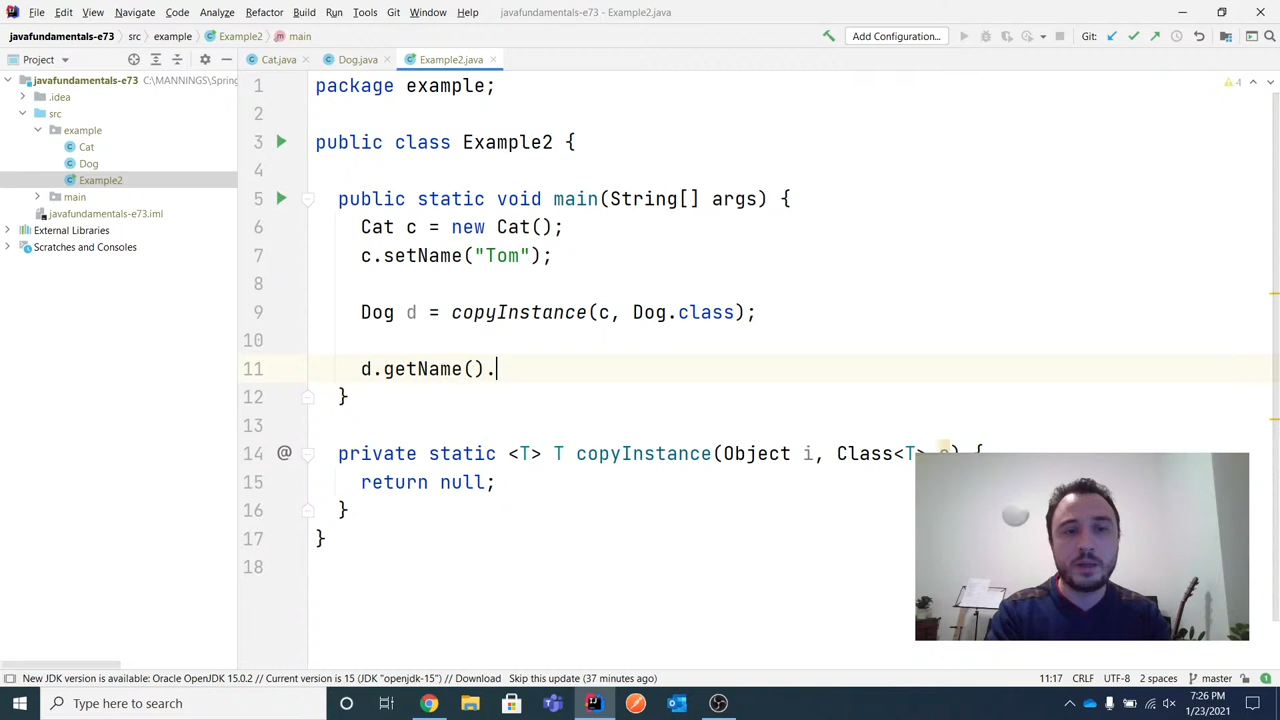 File Edit View Navigate Code Analyze Refactor Build Run Tools Git Window Help javafundamentals-e73 - Example2.java
javafundamentals-e73 src example Example2 main Add Configuration... Git:
Project Cat.java Dog.java Example2.java
javafundamentals-e73 C:\MANNINGS\Spring
.idea
src
example
Cat
Dog
Example2
main
javafundamentals-e73.iml
External Libraries
Scratches and Consoles
4
1 package example;
2
3 public class Example2 {
4
5 public static void main(String[] args) {
6 Cat c = new Cat();
7 c.setName("Tom");
8
9 Dog d = copyInstance(c, Dog.class);
10
11 d.getName().
12 }
13
14 @ private static <T> T copyInstance(Object i, Class<T> {
15 return null;
16 }
17 }
18
New JDK version is available: Oracle OpenJDK 15.0.2 // Current version is 15 ("openjdk-15") // Download Skip this update (37 minutes ago) 11:17 CRLF UTF-8 2 spaces master
Type here to search
7:26 PM
1/23/2021